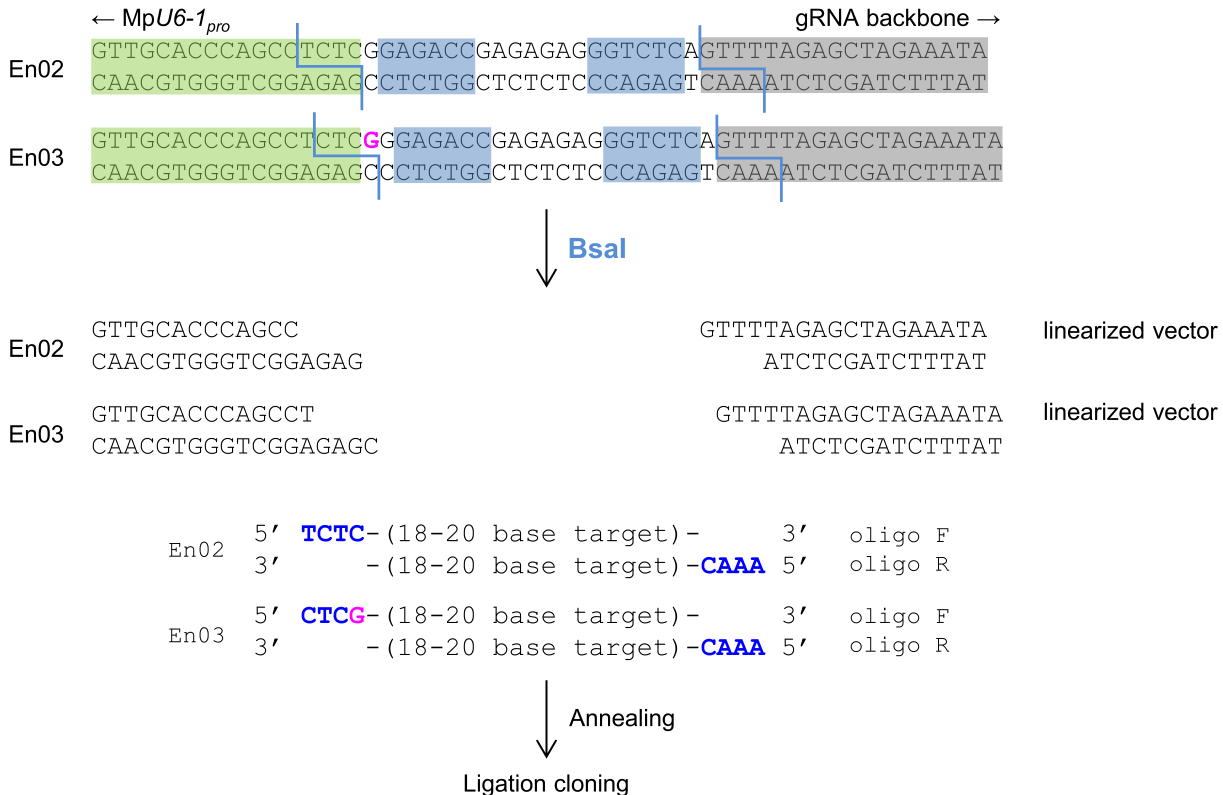 ← MpU6-1pro gRNA backbone →
En02 GTTGCACCCAGCCTCTCGGAGACCGAGAGAGGGTCTCAGTTTTAGAGCTAGAAATA
CAACGTGGGTCGGAGAGCCTCTGGCTCTCTCCCAGAGTCAAAATCTCGATCTTTAT
En03 GTTGCACCCAGCCTCTCGGGAGACCGAGAGAGGGTCTCAGTTTTAGAGCTAGAAATA
CAACGTGGGTCGGAGAGCCCTCTGGCTCTCTCCCAGAGTCAAAATCTCGATCTTTAT
BsaI
En02 GTTGCACCCAGCC GTTTTAGAGCTAGAAATA linearized vector
CAACGTGGGTCGGAGAG ATCTCGATCTTTAT
En03 GTTGCACCCAGCCT GTTTTAGAGCTAGAAATA linearized vector
CAACGTGGGTCGGAGAGC ATCTCGATCTTTAT
En02 5′ TCTC-(18-20 base target)- 3′ oligo F
3′ -(18-20 base target)-CAAA 5′ oligo R
En03 5′ CTCG-(18-20 base target)- 3′ oligo F
3′ -(18-20 base target)-CAAA 5′ oligo R
Annealing
Ligation cloning